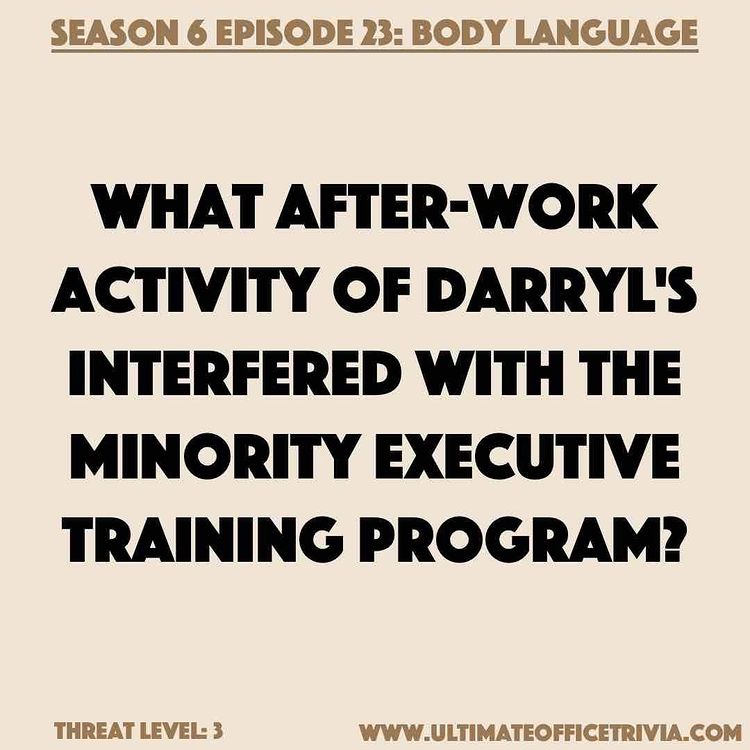 SEASON 6 EPISODE 23: BODY LANGUAGE
WHAT AFTER-WORK
ACTIVITY OF DARRYL'S
INTERFERED WITH THE
MINORITY EXECUTIVE
TRAINING PROGRAM?
THREAT LEVEL: 3
WWW.ULTIMATEOFFICETRIVIA.COM